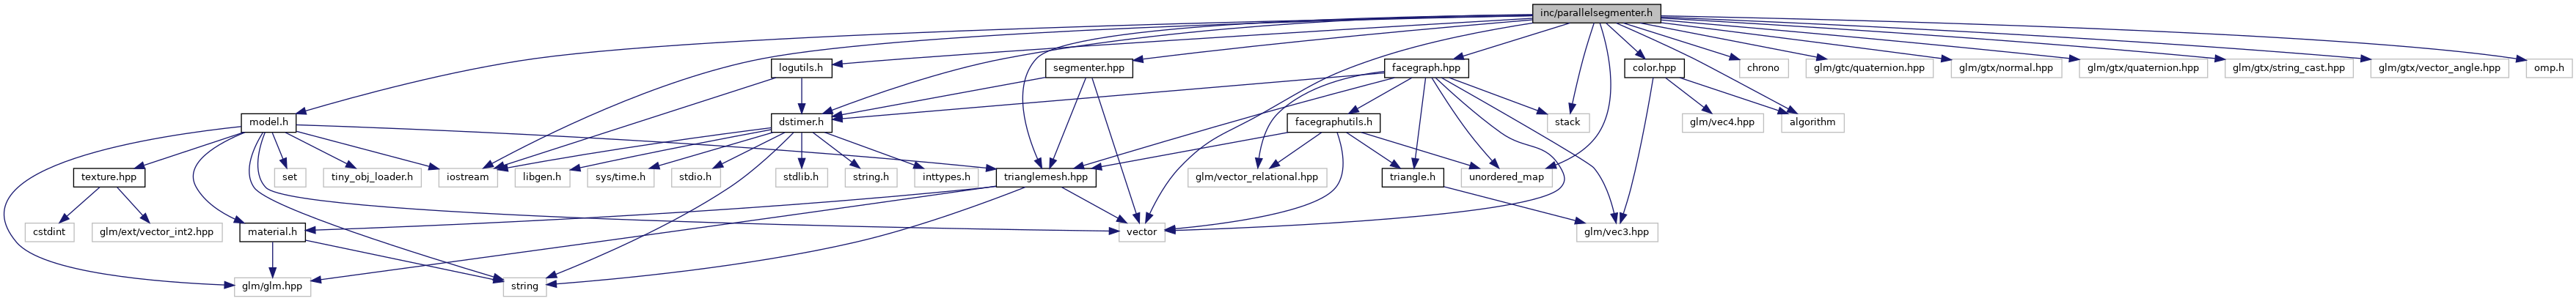 inc/parallelsegmenter.h
logutils.h
segmenter.hpp
facegraph.hpp
color.hpp
chrono
glm/gtc/quaternion.hpp
glm/gtx/normal.hpp
glm/gtx/quaternion.hpp
glm/gtx/string_cast.hpp
glm/gtx/vector_angle.hpp
omp.h
model.h
dstimer.h
facegraphutils.h
stack
glm/vec4.hpp
algorithm
texture.hpp
set
tiny_obj_loader.h
iostream
libgen.h
sys/time.h
stdio.h
stdlib.h
string.h
inttypes.h
trianglemesh.hpp
glm/vector_relational.hpp
triangle.h
unordered_map
cstdint
glm/ext/vector_int2.hpp
material.h
vector
glm/vec3.hpp
glm/glm.hpp
string